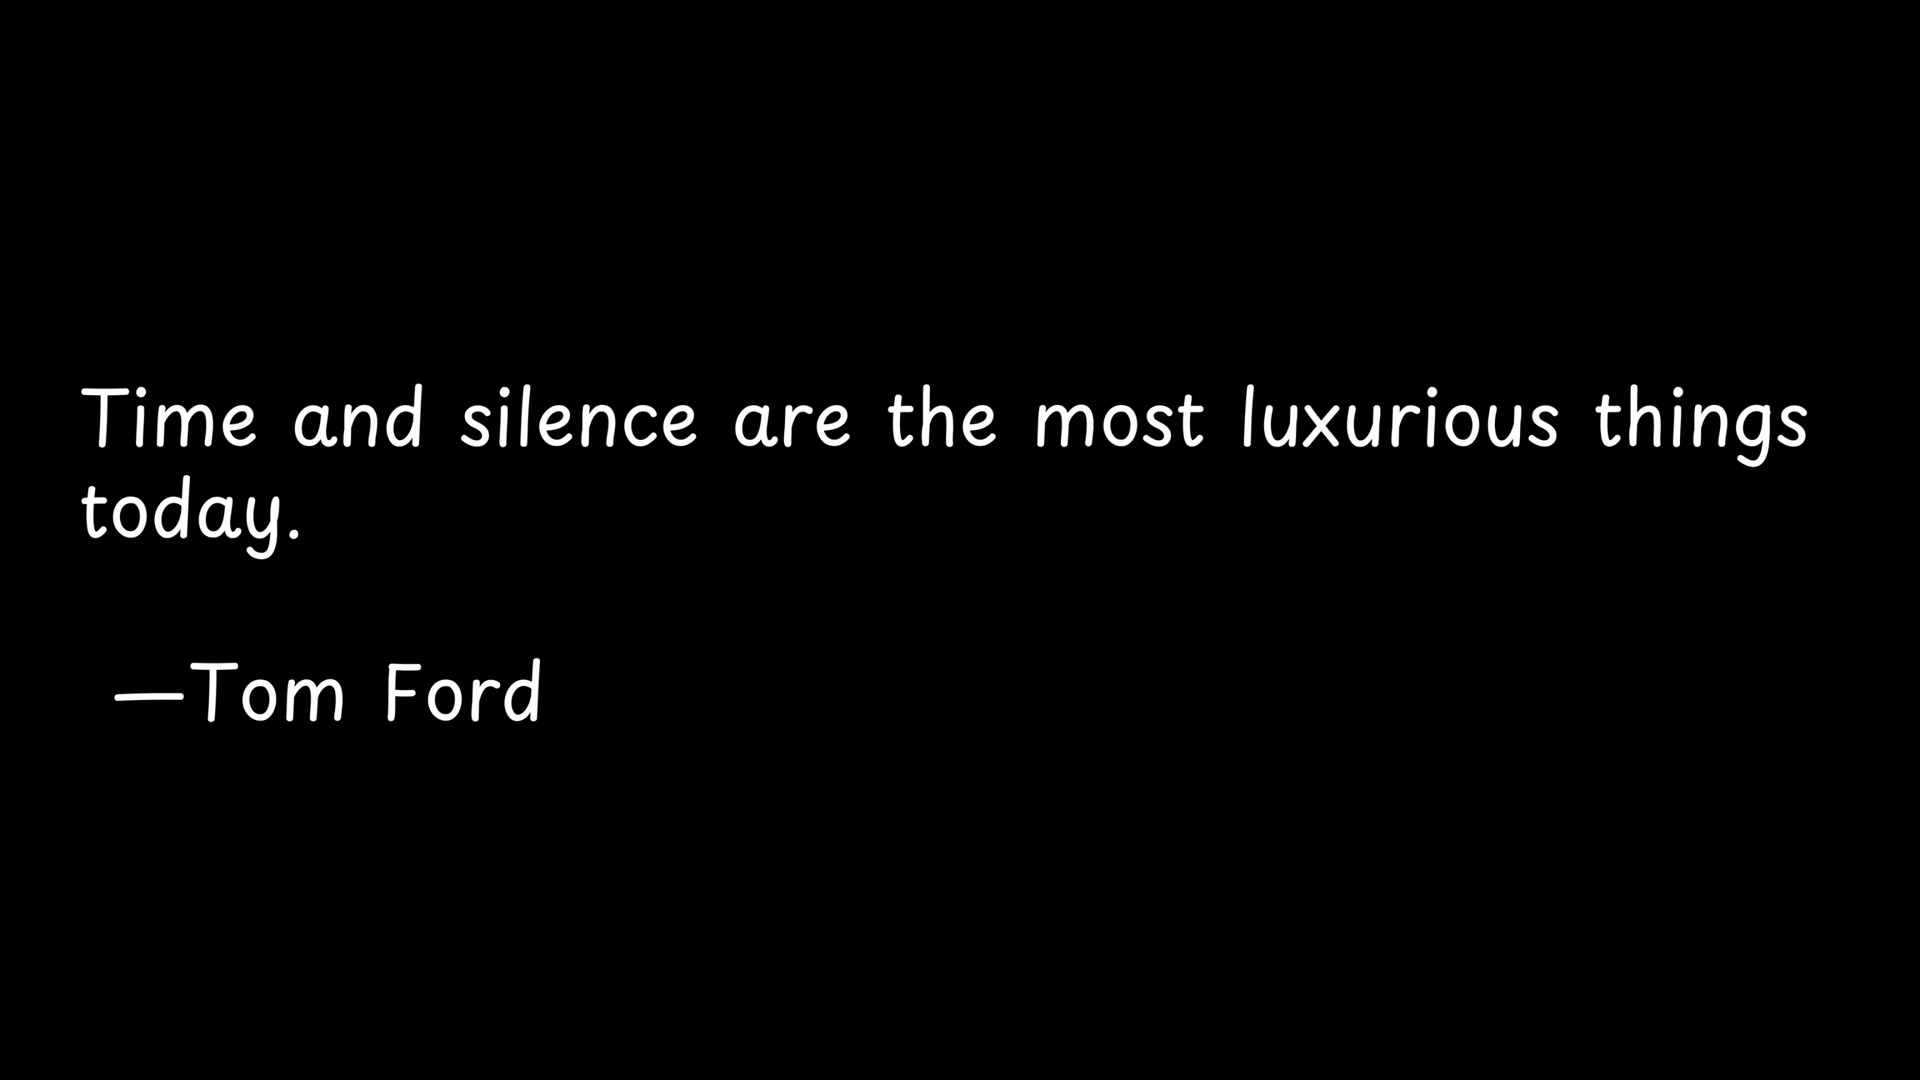 Time and silence are the most luxurious things
today.
—Tom Ford